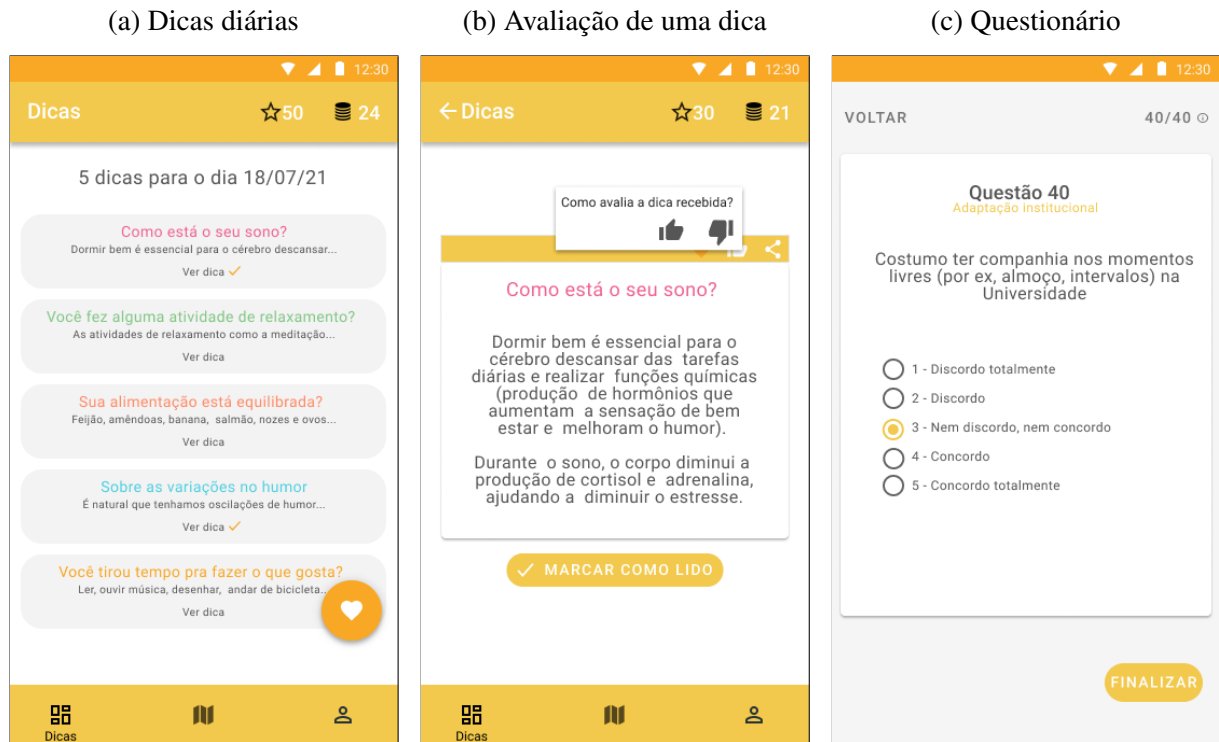 (a) Dicas diárias
12:30
Dicas
50
24
5 dicas para o dia 18/07/21
Como está o seu sono?
Dormir bem é essencial para o cérebro descansar...
Ver dica
Você fez alguma atividade de relaxamento?
As atividades de relaxamento como a meditação...
Ver dica
Sua alimentação está equilibrada?
Feijão, amêndoas, banana, salmão, nozes e ovos...
Ver dica
Sobre as variações no humor
É natural que tenhamos oscilações de humor...
Ver dica
Você tirou tempo pra fazer o que gosta?
Ler, ouvir música, desenhar, andar de bicicleta...
Ver dica
Dicas
(b) Avaliação de uma dica
12:30
Dicas
30
21
Como avalia a dica recebida?
Como está o seu sono?
Dormir bem é essencial para o
cérebro descansar das tarefas
diárias e realizar funções químicas
(produção de hormônios que
aumentam a sensação de bem
estar e melhoram o humor).
Durante o sono, o corpo diminui a
produção de cortisol e adrenalina,
ajudando a diminuir o estresse.
MARCAR COMO LIDO
Dicas
(c) Questionário
12:30
VOLTAR
40/40
Questão 40
Adaptação institucional
Costumo ter companhia nos momentos
livres (por ex, almoço, intervalos) na
Universidade
1 - Discordo totalmente
2 - Discordo
3 - Nem discordo, nem concordo
4 - Concordo
5 - Concordo totalmente
FINALIZAR